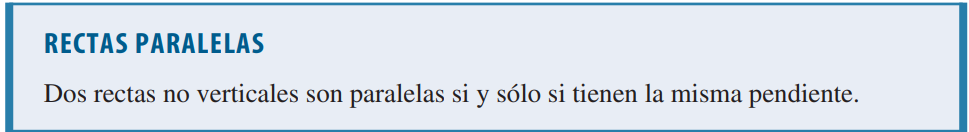 RECTAS PARALELAS
Dos rectas no verticales son paralelas si y sólo si tienen la misma pendiente.